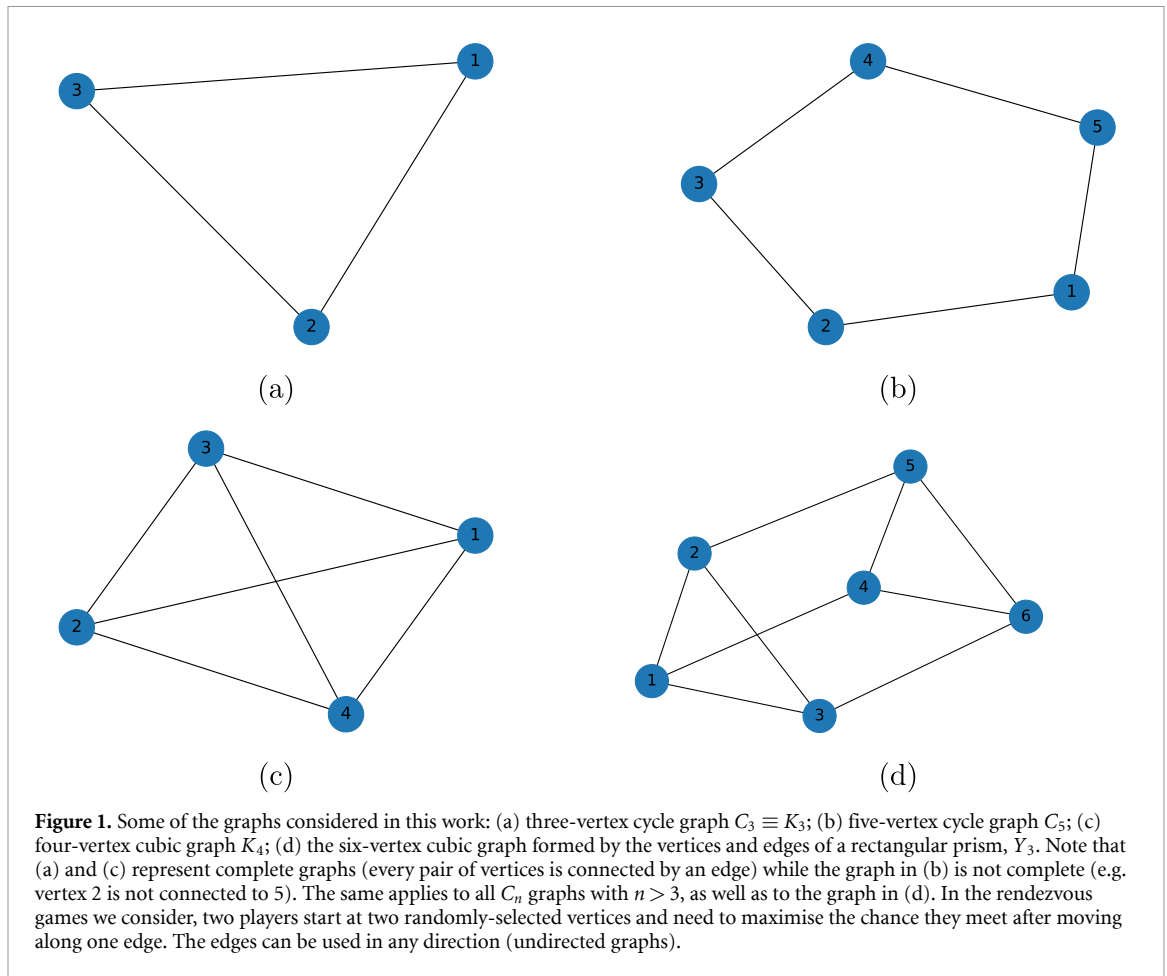 1
3
2
(a)
4
5
3
1
2
(b)
3
1
2
4
(c)
5
2
4
6
1
3
(d)
Figure 1. Some of the graphs considered in this work: (a) three-vertex cycle graph C₃ ≡ K₃; (b) five-vertex cycle graph C₅; (c)
four-vertex cubic graph K₄; (d) the six-vertex cubic graph formed by the vertices and edges of a rectangular prism, Y₃. Note that
(a) and (c) represent complete graphs (every pair of vertices is connected by an edge) while the graph in (b) is not complete (e.g.
vertex 2 is not connected to 5). The same applies to all Cₙ graphs with n > 3, as well as to the graph in (d). In the rendezvous
games we consider, two players start at two randomly-selected vertices and need to maximise the chance they meet after moving
along one edge. The edges can be used in any direction (undirected graphs).